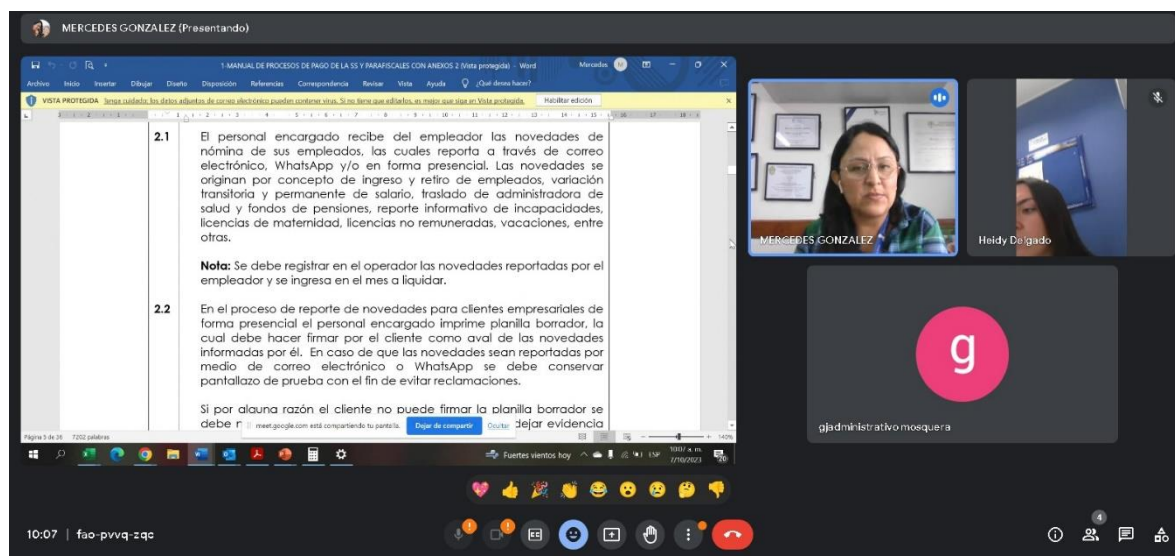 MERCEDES GONZALEZ (Presentando)
1-MANUAL DE PROCESOS DE PAGO DE LA SS Y PARAFISCALES CON ANEXOS 2 (Vista protegida) - Word
Mercedes
M
Archivo Inicio Insertar Dibujar Diseño Disposición Referencias Correspondencia Revisar Vista Ayuda ¿Qué desea hacer?
VISTA PROTEGIDA Tenga cuidado: los datos adjuntos de correo electrónico pueden contener virus. Si no tiene que editarlos, es mejor que siga en Vista protegida. Habilitar edición
2.1 El personal encargado recibe del empleador las novedades de
nómina de sus empleados, las cuales reporta a través de correo
electrónico, WhatsApp y/o en forma presencial. Las novedades se
originan por concepto de ingreso y retiro de empleados, variación
transitoria y permanente de salario, traslado de administradora de
salud y fondos de pensiones, reporte informativo de incapacidades,
licencias de maternidad, licencias no remuneradas, vacaciones, entre
otras.
Nota: Se debe registrar en el operador las novedades reportadas por el
empleador y se ingresa en el mes a liquidar.
2.2 En el proceso de reporte de novedades para clientes empresariales de
forma presencial el personal encargado imprime planilla borrador, la
cual debe hacer firmar por el cliente como aval de las novedades
informadas por él. En caso de que las novedades sean reportadas por
medio de correo electrónico o WhatsApp se debe conservar
pantallazo de prueba con el fin de evitar reclamaciones.
Si por alguna razón el cliente no puede firmar la planilla borrador se
debe dejar evidencia
meet.google.com está compartiendo tu pantalla. Dejar de compartir Ocultar
Página 3 de 36 7202 palabras
140%
Fuertes vientos hoy
ESP
10:07 a. m.
7/10/2023
20
MERCEDES GONZALEZ
Heidy Delgado
g
gjadministrativo mosquera
10:07 | fao-pvvq-zqc
4